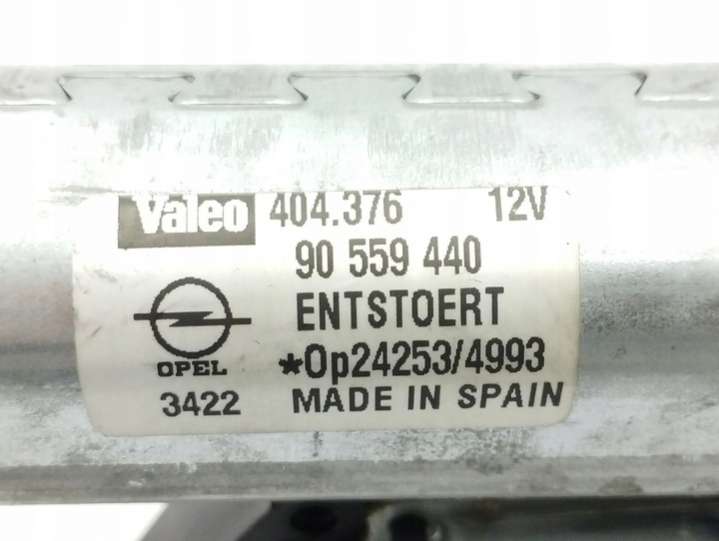 Valeo 404.376 12V
90 559 440
ENTSTOERT
OPEL *Op24253/4993
3422 MADE IN SPAIN